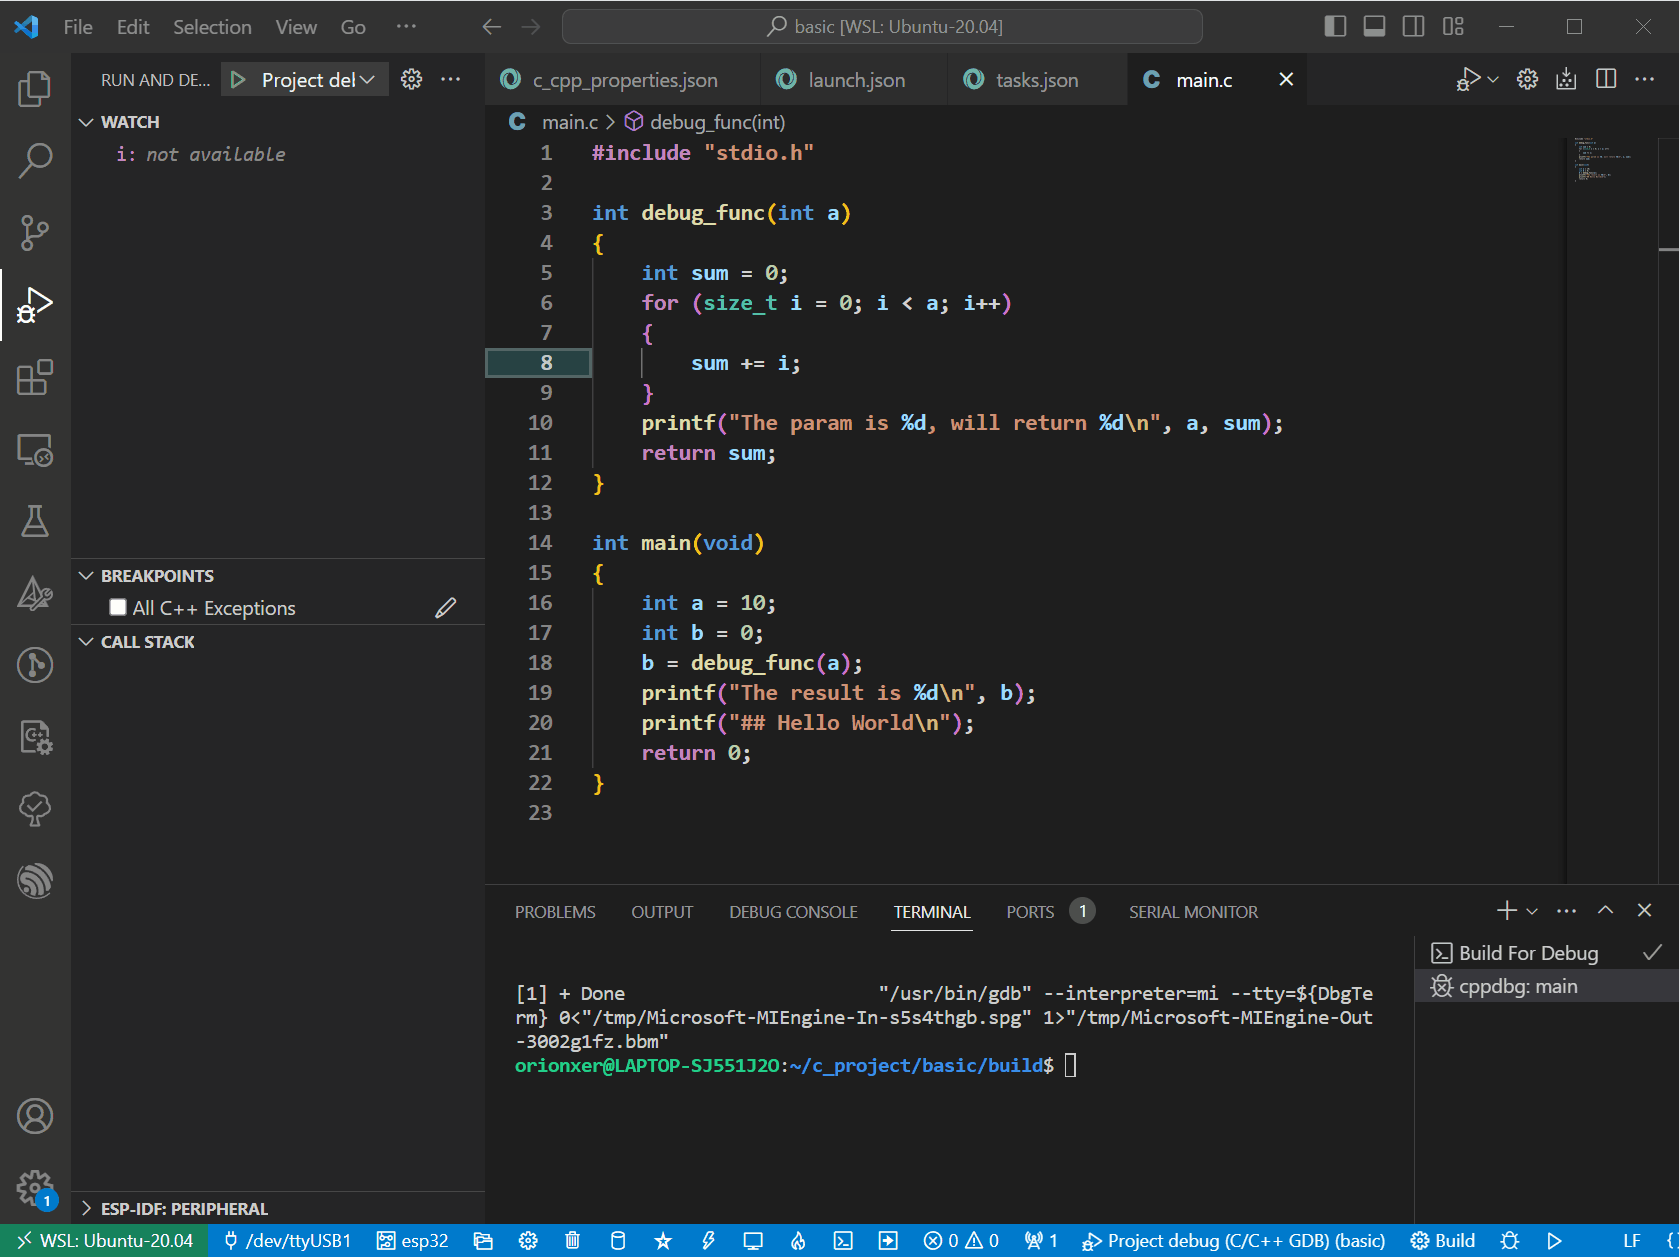 File Edit Selection View Go ···
basic [WSL: Ubuntu-20.04]
RUN AND DE... Project del
c_cpp_properties.json launch.json tasks.json C main.c
WATCH
i: not available
C main.c > debug_func(int)
1 #include "stdio.h"
2
3 int debug_func(int a)
4 {
5 int sum = 0;
6 for (size_t i = 0; i < a; i++)
7 {
8 sum += i;
9 }
10 printf("The param is %d, will return %d\n", a, sum);
11 return sum;
12 }
13
14 int main(void)
15 {
16 int a = 10;
17 int b = 0;
18 b = debug_func(a);
19 printf("The result is %d\n", b);
20 printf("## Hello World\n");
21 return 0;
22 }
23
BREAKPOINTS
All C++ Exceptions
CALL STACK
ESP-IDF: PERIPHERAL
1
PROBLEMS OUTPUT DEBUG CONSOLE TERMINAL PORTS 1 SERIAL MONITOR
[1] + Done "/usr/bin/gdb" --interpreter=mi --tty=${DbgTe
rm} 0<"/tmp/Microsoft-MIEngine-In-s5s4thgb.spg" 1>"/tmp/Microsoft-MIEngine-Out
-3002g1fz.bbm"
orionxer@LAPTOP-SJ551J2O:~/c_project/basic/build$
Build For Debug
cppdbg: main
WSL: Ubuntu-20.04 /dev/ttyUSB1 esp32 0 0 1 Project debug (C/C++ GDB) (basic) Build LF